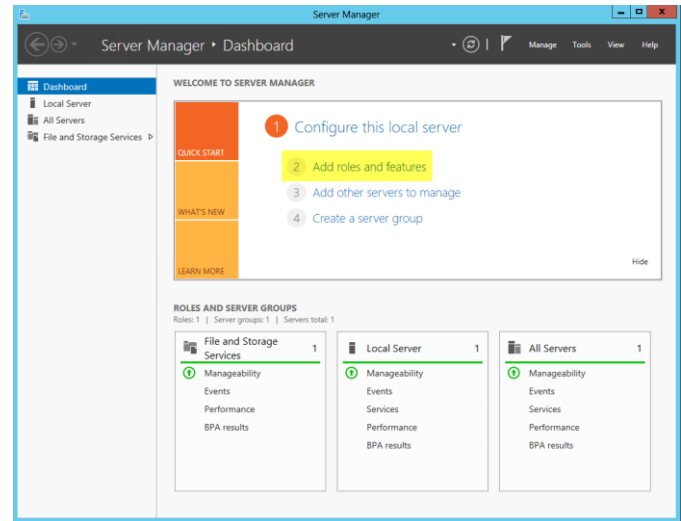 Server Manager
Server Manager • Dashboard
Manage Tools View Help
Dashboard
Local Server
All Servers
File and Storage Services
WELCOME TO SERVER MANAGER
QUICK START
WHAT'S NEW
LEARN MORE
1 Configure this local server
2 Add roles and features
3 Add other servers to manage
4 Create a server group
Hide
ROLES AND SERVER GROUPS
Roles: 1 | Server groups: 1 | Servers total: 1
File and Storage
Services
1
Manageability
Events
Performance
BPA results
Local Server 1
Manageability
Events
Services
Performance
BPA results
All Servers 1
Manageability
Events
Services
Performance
BPA results